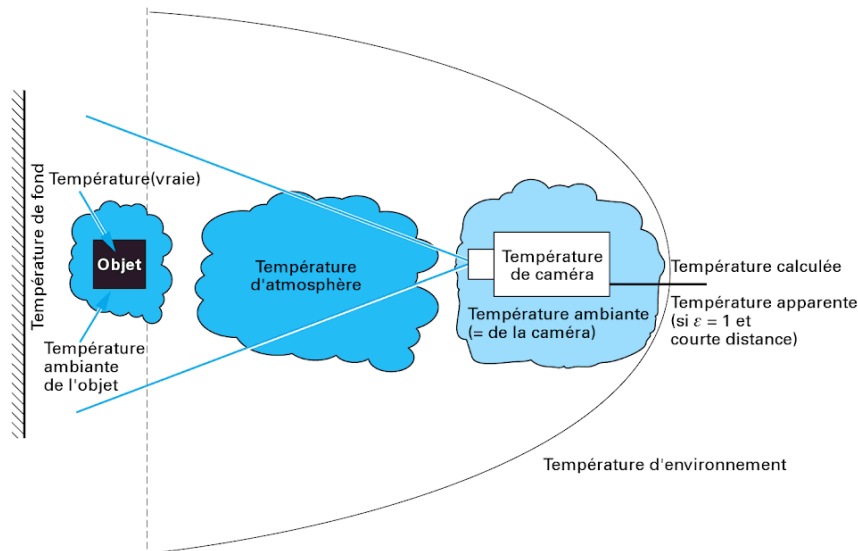 Température de fond
Température(vraie)
Objet
Température
ambiante
de l'objet
Température
d'atmosphère
Température
de caméra
Température ambiante
(= de la caméra)
Température calculée
Température apparente
(si ε = 1 et
courte distance)
Température d'environnement